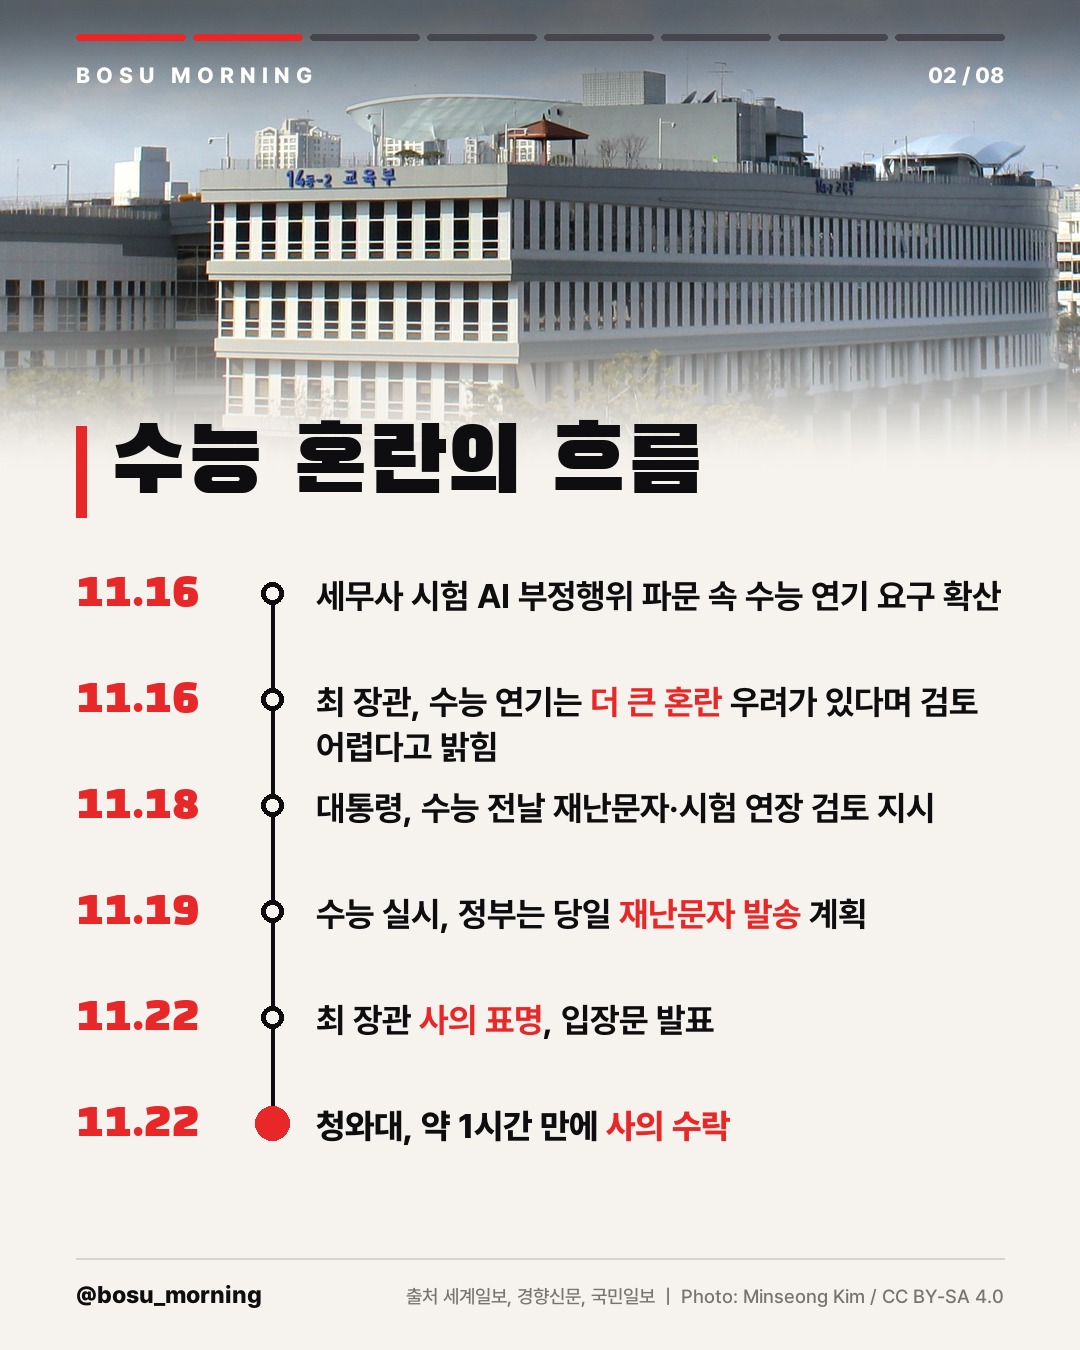 BOSU MORNING
02 / 08
14동-2 교육부
14동-2 교육부
수능 혼란의 흐름
11.16
세무사 시험 AI 부정행위 파문 속 수능 연기 요구 확산
11.16
최 장관, 수능 연기는 더 큰 혼란 우려가 있다며 검토
어렵다고 밝힘
11.18
대통령, 수능 전날 재난문자·시험 연장 검토 지시
11.19
수능 실시, 정부는 당일 재난문자 발송 계획
11.22
최 장관 사의 표명, 입장문 발표
11.22
청와대, 약 1시간 만에 사의 수락
@bosu_morning
출처 세계일보, 경향신문, 국민일보 | Photo: Minseong Kim / CC BY-SA 4.0